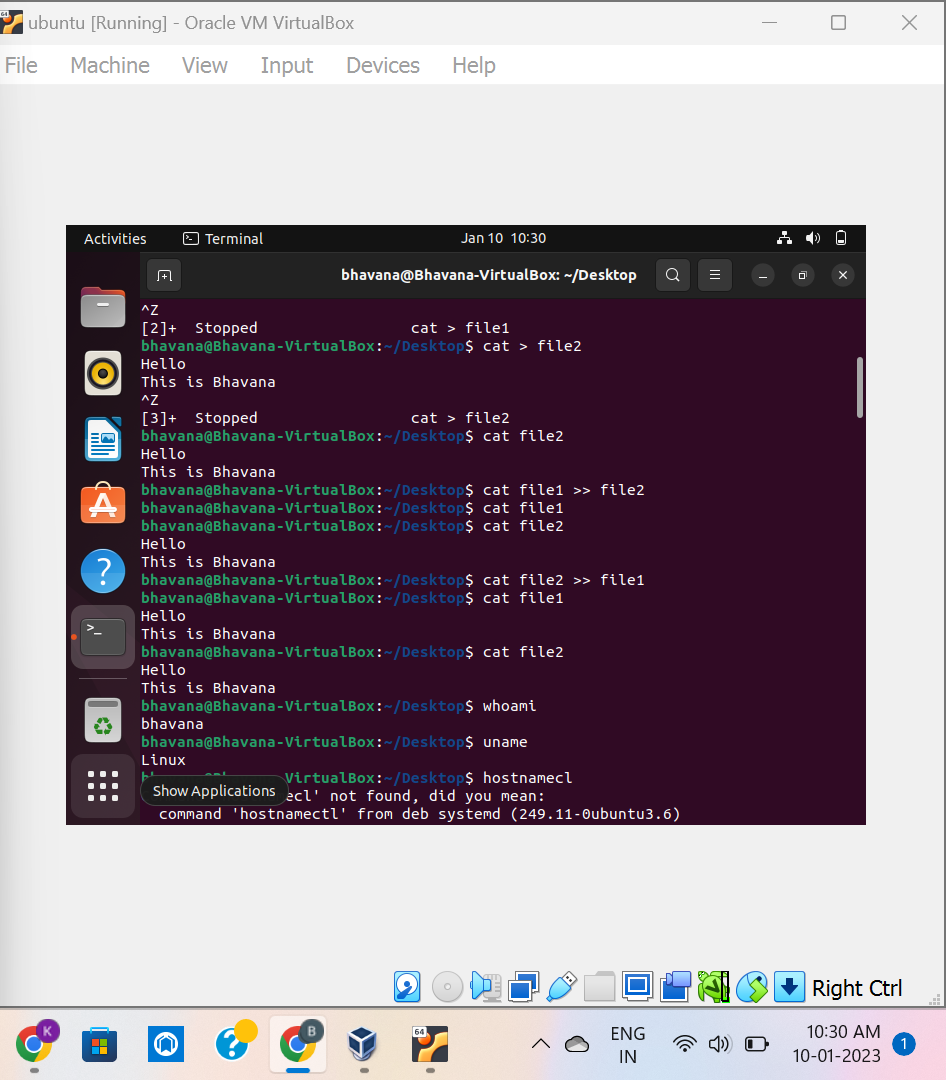 64
ubuntu [Running] - Oracle VM VirtualBox
File Machine View Input Devices Help
Activities Terminal Jan 10 10:30
bhavana@Bhavana-VirtualBox: ~/Desktop
^Z
[2]+ Stopped cat > file1
bhavana@Bhavana-VirtualBox:~/Desktop$ cat > file2
Hello
This is Bhavana
^Z
[3]+ Stopped cat > file2
bhavana@Bhavana-VirtualBox:~/Desktop$ cat file2
Hello
This is Bhavana
bhavana@Bhavana-VirtualBox:~/Desktop$ cat file1 >> file2
bhavana@Bhavana-VirtualBox:~/Desktop$ cat file1
bhavana@Bhavana-VirtualBox:~/Desktop$ cat file2
Hello
This is Bhavana
bhavana@Bhavana-VirtualBox:~/Desktop$ cat file2 >> file1
bhavana@Bhavana-VirtualBox:~/Desktop$ cat file1
Hello
This is Bhavana
bhavana@Bhavana-VirtualBox:~/Desktop$ cat file2
Hello
This is Bhavana
bhavana@Bhavana-VirtualBox:~/Desktop$ whoami
bhavana
bhavana@Bhavana-VirtualBox:~/Desktop$ uname
Linux
VirtualBox:~/Desktop$ hostnamecl
Show Applications
ecl' not found, did you mean:
command 'hostnamectl' from deb systemd (249.11-0ubuntu3.6)
Right Ctrl
K
B
64
ENG
IN
10:30 AM
10-01-2023
1